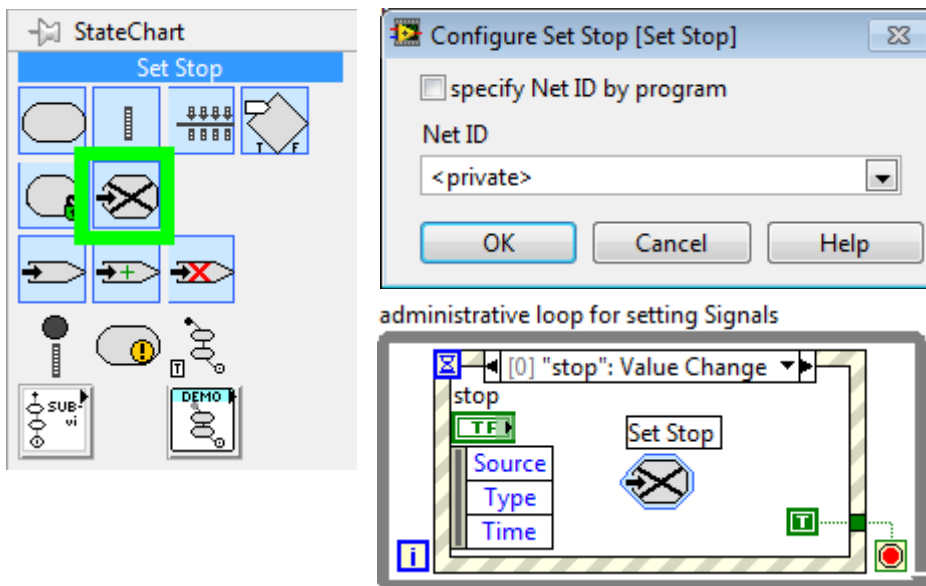 StateChart
Set Stop
T F
T
SUB-
vi
DEMO
Configure Set Stop [Set Stop]
specify Net ID by program
Net ID
<private>
OK Cancel Help
administrative loop for setting Signals
[0] "stop": Value Change
stop
TF
Set Stop
Source
Type
Time
T
i